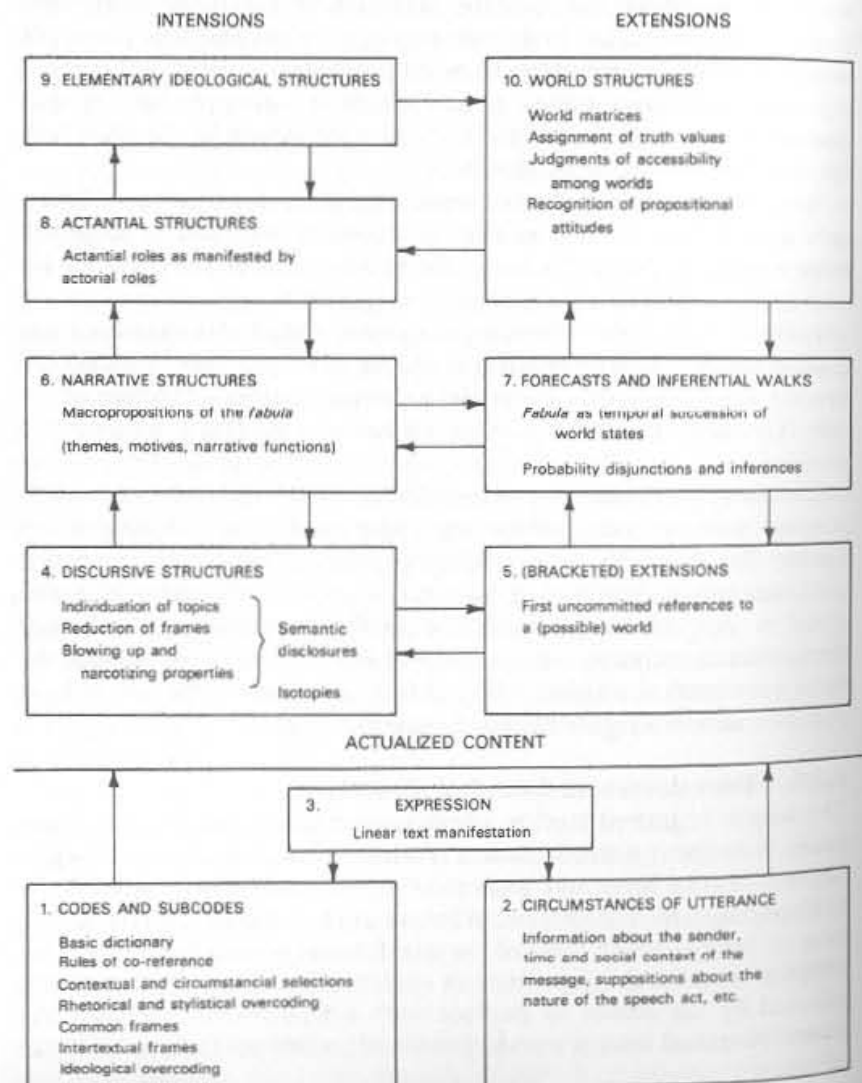 INTENSIONS
EXTENSIONS
9. ELEMENTARY IDEOLOGICAL STRUCTURES
10. WORLD STRUCTURES
World matrices
Assignment of truth values
Judgments of accessibility
among worlds
Recognition of propositional
attitudes
8. ACTANTIAL STRUCTURES
Actantial roles as manifested by
actorial roles
6. NARRATIVE STRUCTURES
Macropropositions of the fabula
(themes, motives, narrative functions)
7. FORECASTS AND INFERENTIAL WALKS
Fabula as temporal succession of
world states
Probability disjunctions and inferences
4. DISCURSIVE STRUCTURES
Individuation of topics
Reduction of frames
Blowing up and
narcotizing properties
Semantic
disclosures
Isotopies
5. (BRACKETED) EXTENSIONS
First uncommitted references to
a (possible) world
ACTUALIZED CONTENT
3. EXPRESSION
Linear text manifestation
1. CODES AND SUBCODES
Basic dictionary
Rules of co-reference
Contextual and circumstancial selections
Rhetorical and stylistical overcoding
Common frames
Intertextual frames
Ideological overcoding
2. CIRCUMSTANCES OF UTTERANCE
Information about the sender,
time and social context of the
message, suppositions about the
nature of the speech act, etc.